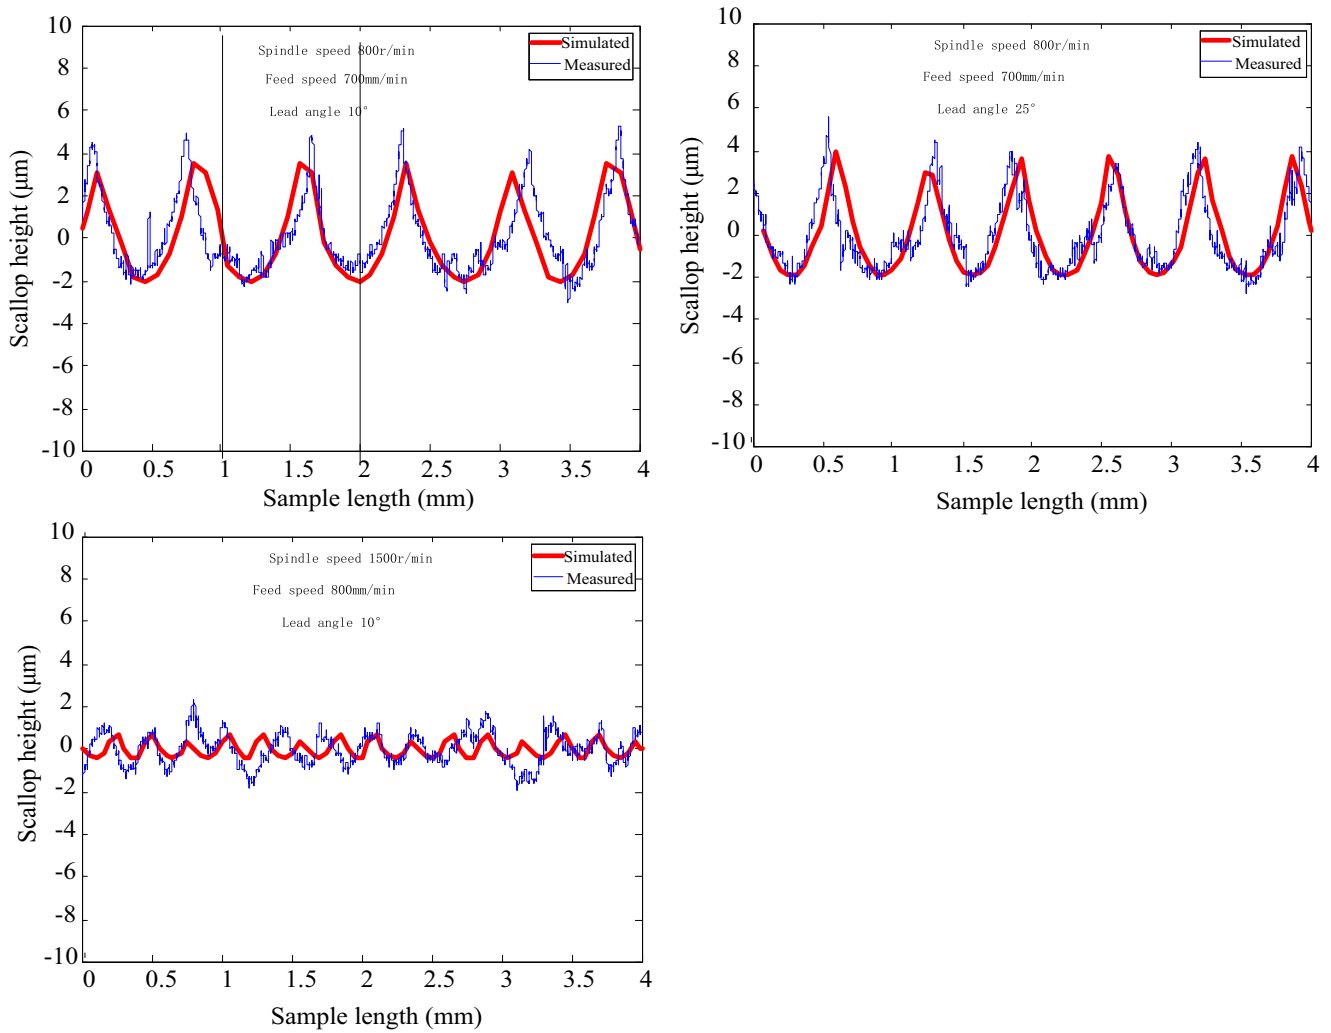 10
8
6
4
2
0
-2
-4
-6
-8
-10
Scallop height (μm)
Spindle speed 800r/min
Feed speed 700mm/min
Lead angle 10°
Simulated
Measured
0 0.5 1 1.5 2 2.5 3 3.5 4
Sample length (mm)
10
8
6
4
2
0
-2
-4
-6
-8
-10
Scallop height (μm)
Spindle speed 800r/min
Feed speed 700mm/min
Lead angle 25°
Simulated
Measured
0 0.5 1 1.5 2 2.5 3 3.5 4
Sample length (mm)
10
8
6
4
2
0
-2
-4
-6
-8
-10
Scallop height (μm)
Spindle speed 1500r/min
Feed speed 800mm/min
Lead angle 10°
Simulated
Measured
0 0.5 1 1.5 2 2.5 3 3.5 4
Sample length (mm)